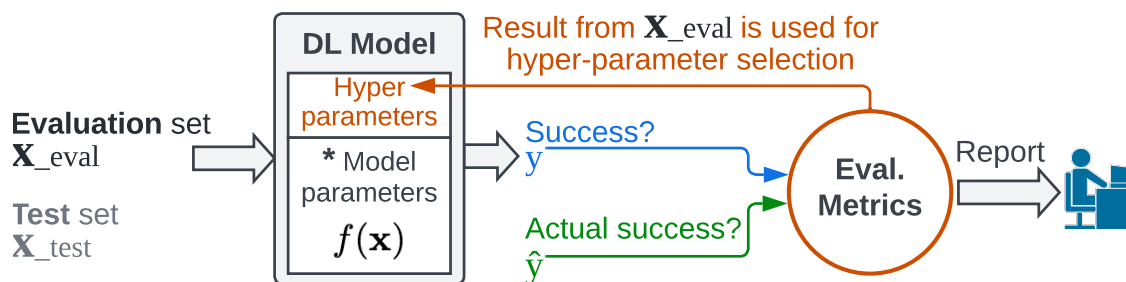 DL Model
Hyper
parameters
* Model
parameters
f(x)
Evaluation set
x_eval
Test set
x_test
Result from x_eval is used for
hyper-parameter selection
Success?
y
Actual success?
ŷ
Eval.
Metrics
Report